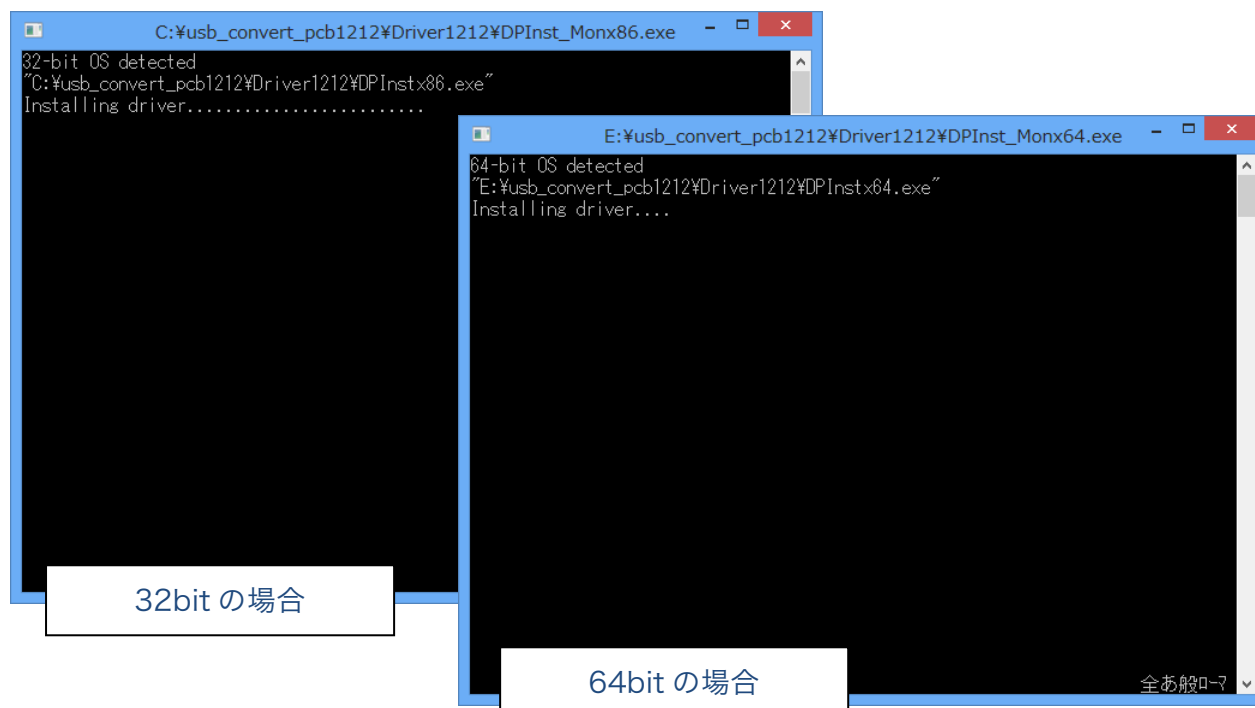 C:¥usb_convert_pcb1212¥Driver1212¥DPInst_Monx86.exe
32-bit OS detected
"C:¥usb_convert_pcb1212¥Driver1212¥DPInstx86.exe"
Installing driver.........................
32bit の場合
E:¥usb_convert_pcb1212¥Driver1212¥DPInst_Monx64.exe
64-bit OS detected
"E:¥usb_convert_pcb1212¥Driver1212¥DPInstx64.exe"
Installing driver....
64bit の場合
全あ般ﾛｰﾏ